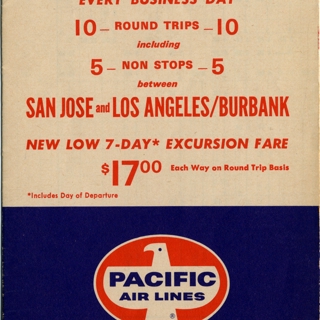 EVERY BUSINESS DAY
10 — ROUND TRIPS — 10
including
5 — NON STOPS — 5
between
SAN JOSE and LOS ANGELES/BURBANK
NEW LOW 7-DAY* EXCURSION FARE
$17.00 Each Way on Round Trip Basis
*Includes Day of Departure
PACIFIC
AIR LINES
®